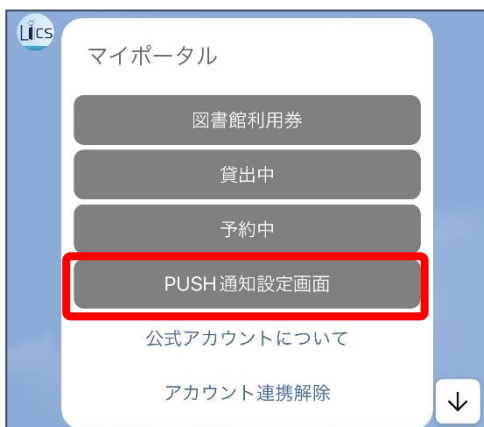 Lics
マイポータル
図書館利用券
貸出中
予約中
PUSH通知設定画面
公式アカウントについて
アカウント連携解除